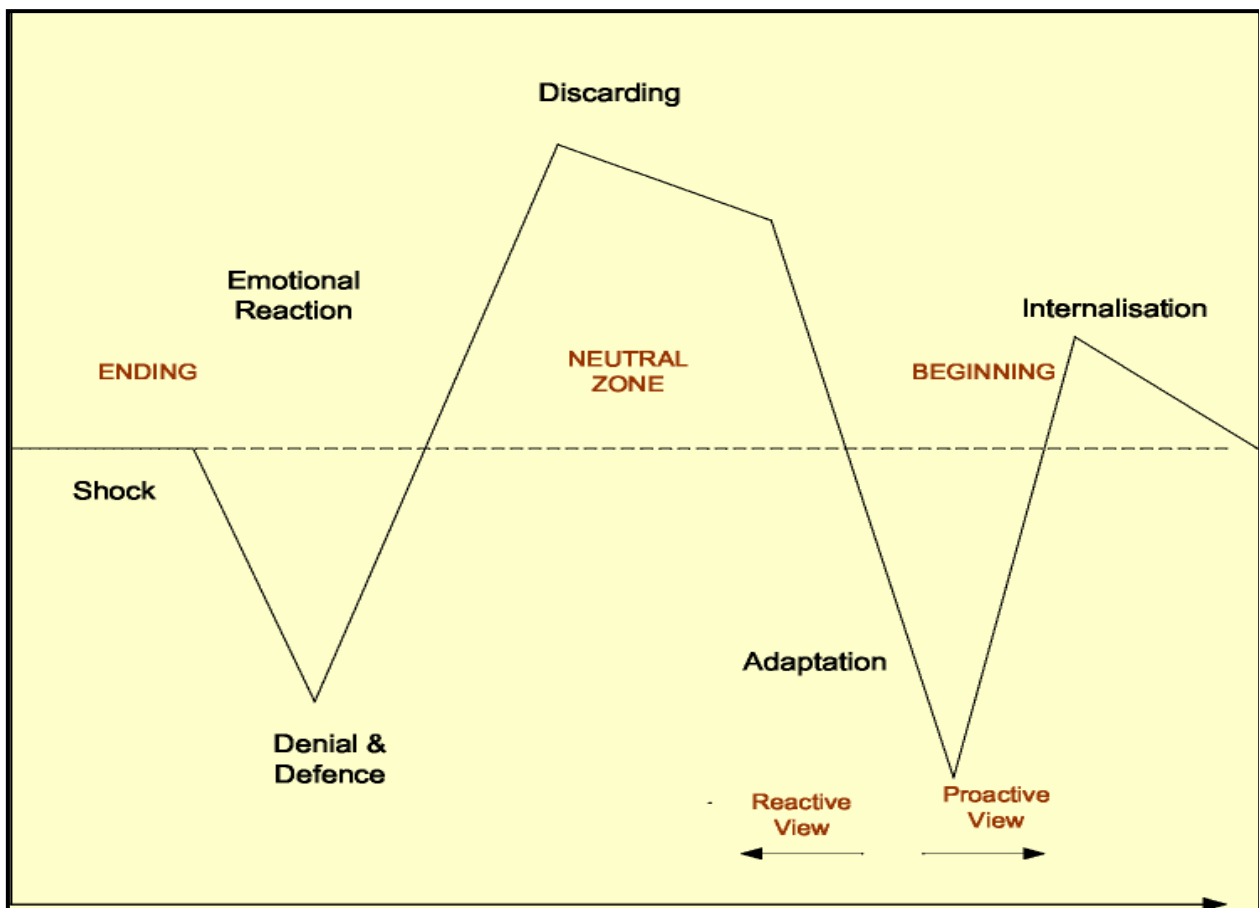 Discarding
Emotional
Reaction
Internalisation
ENDING
NEUTRAL
ZONE
BEGINNING
Shock
Adaptation
Denial &
Defence
Reactive
View
Proactive
View